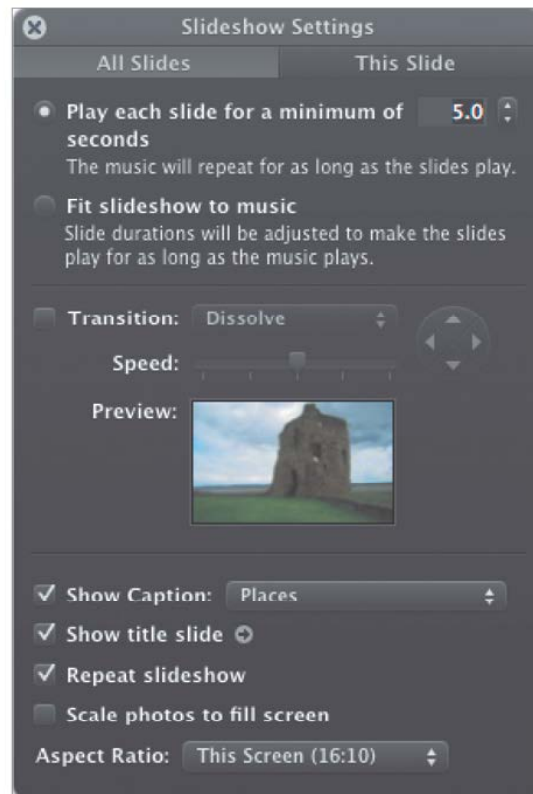 Slideshow Settings
All Slides This Slide
Play each slide for a minimum of 5.0
seconds
The music will repeat for as long as the slides play.
Fit slideshow to music
Slide durations will be adjusted to make the slides
play for as long as the music plays.
Transition: Dissolve
Speed:
Preview:
Show Caption: Places
Show title slide
Repeat slideshow
Scale photos to fill screen
Aspect Ratio: This Screen (16:10)